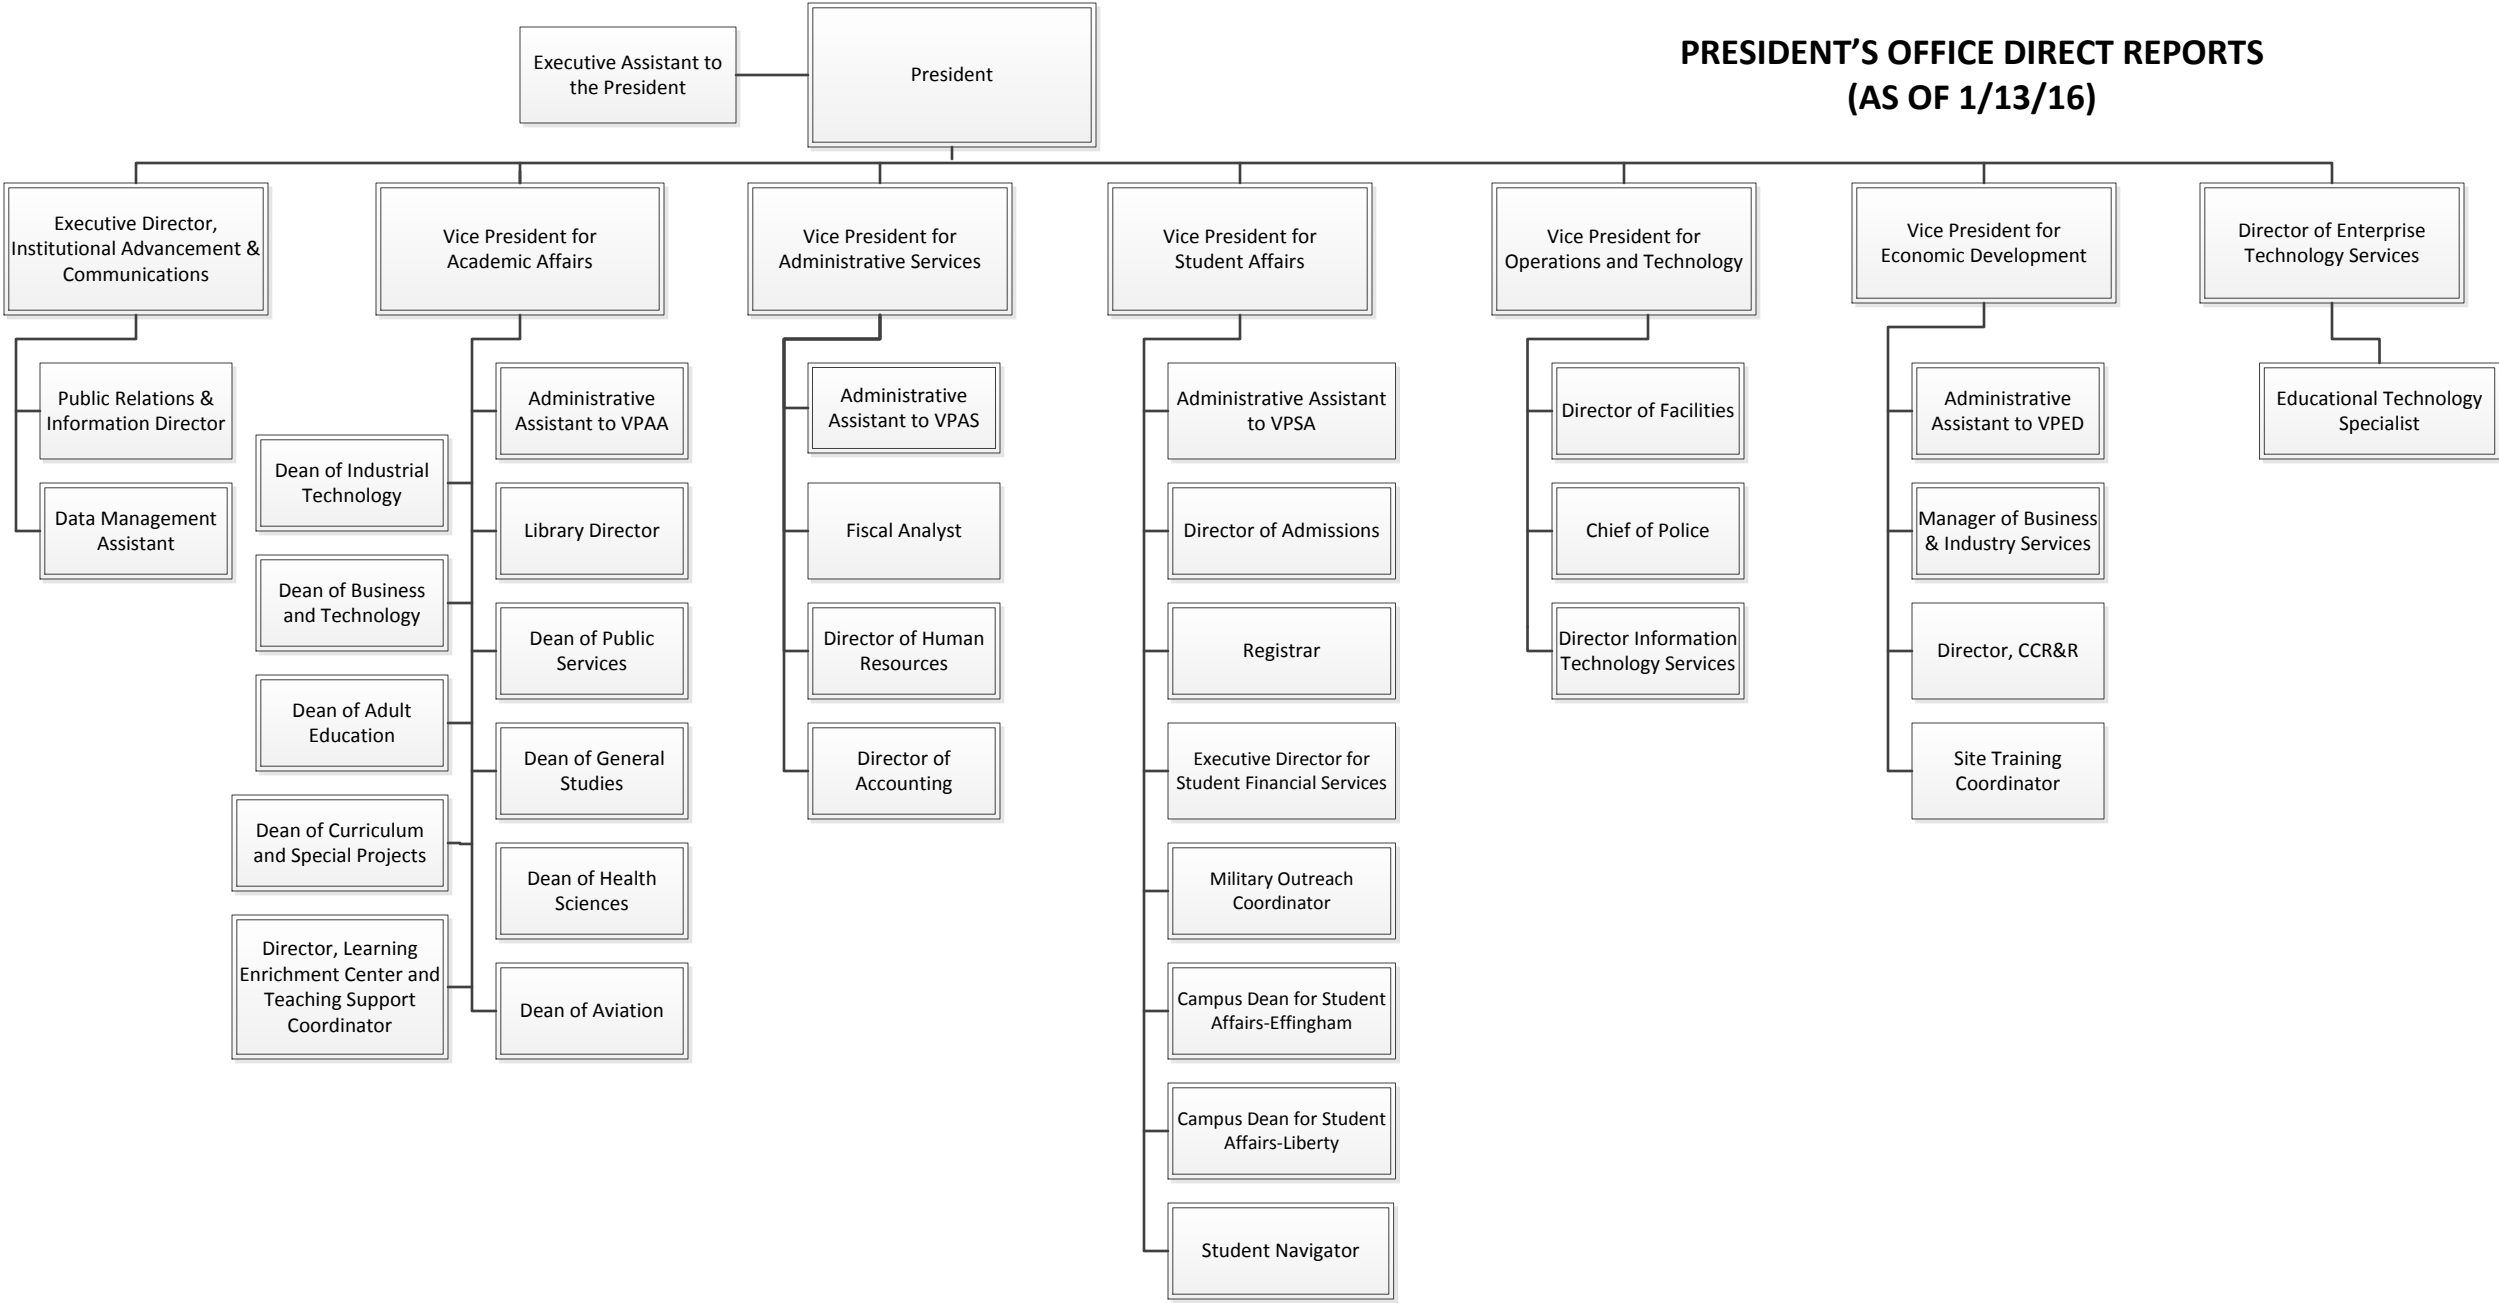 PRESIDENT’S OFFICE DIRECT REPORTS
(AS OF 1/13/16)
Executive Assistant to
the President
President
Executive Director,
Institutional Advancement &
Communications
Vice President for
Academic Affairs
Vice President for
Administrative Services
Vice President for
Student Affairs
Vice President for
Operations and Technology
Vice President for
Economic Development
Director of Enterprise
Technology Services
Public Relations &
Information Director
Data Management
Assistant
Dean of Industrial
Technology
Dean of Business
and Technology
Dean of Adult
Education
Dean of Curriculum
and Special Projects
Director, Learning
Enrichment Center and
Teaching Support
Coordinator
Administrative
Assistant to VPAA
Library Director
Dean of Public
Services
Dean of General
Studies
Dean of Health
Sciences
Dean of Aviation
Administrative
Assistant to VPAS
Fiscal Analyst
Director of Human
Resources
Director of
Accounting
Administrative Assistant
to VPSA
Director of Admissions
Registrar
Executive Director for
Student Financial Services
Military Outreach
Coordinator
Campus Dean for Student
Affairs-Effingham
Campus Dean for Student
Affairs-Liberty
Student Navigator
Director of Facilities
Chief of Police
Director Information
Technology Services
Administrative
Assistant to VPED
Manager of Business
& Industry Services
Director, CCR&R
Site Training
Coordinator
Educational Technology
Specialist